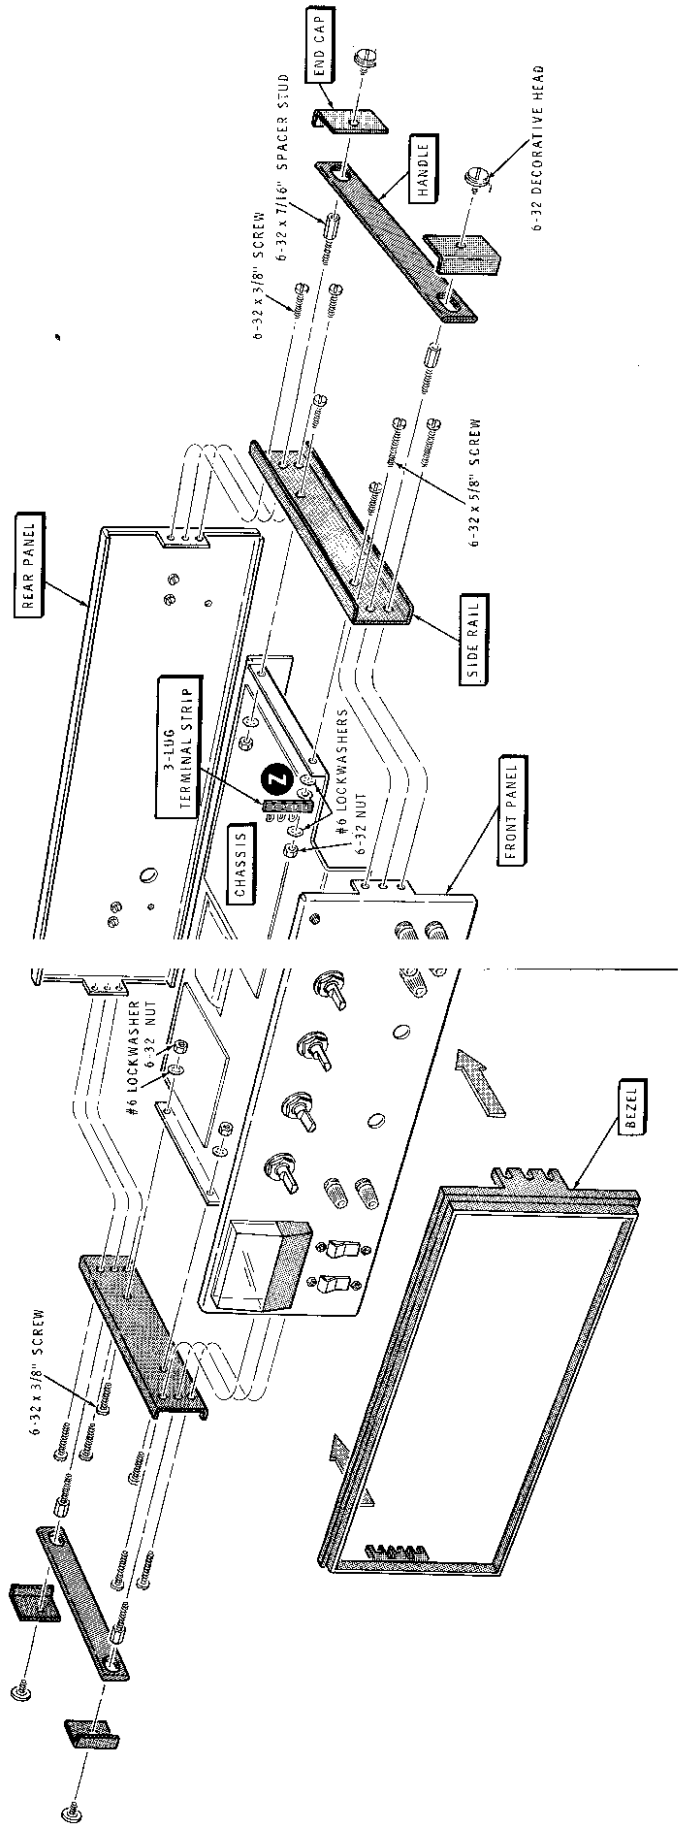 END CAP
6-32 x 7/16" SPACER STUD
6-32 x 3/8" SCREW
HANDLE
6-32 DECORATIVE HEAD
6-32 x 5/8" SCREW
REAR PANEL
SIDE RAIL
3-LUG
TERMINAL STRIP
Z
#6 LOCKWASHERS
6-32 NUT
CHASSIS
FRONT PANEL
#6 LOCKWASHER
6-32 NUT
BEZEL
6-32 x 3/8" SCREW